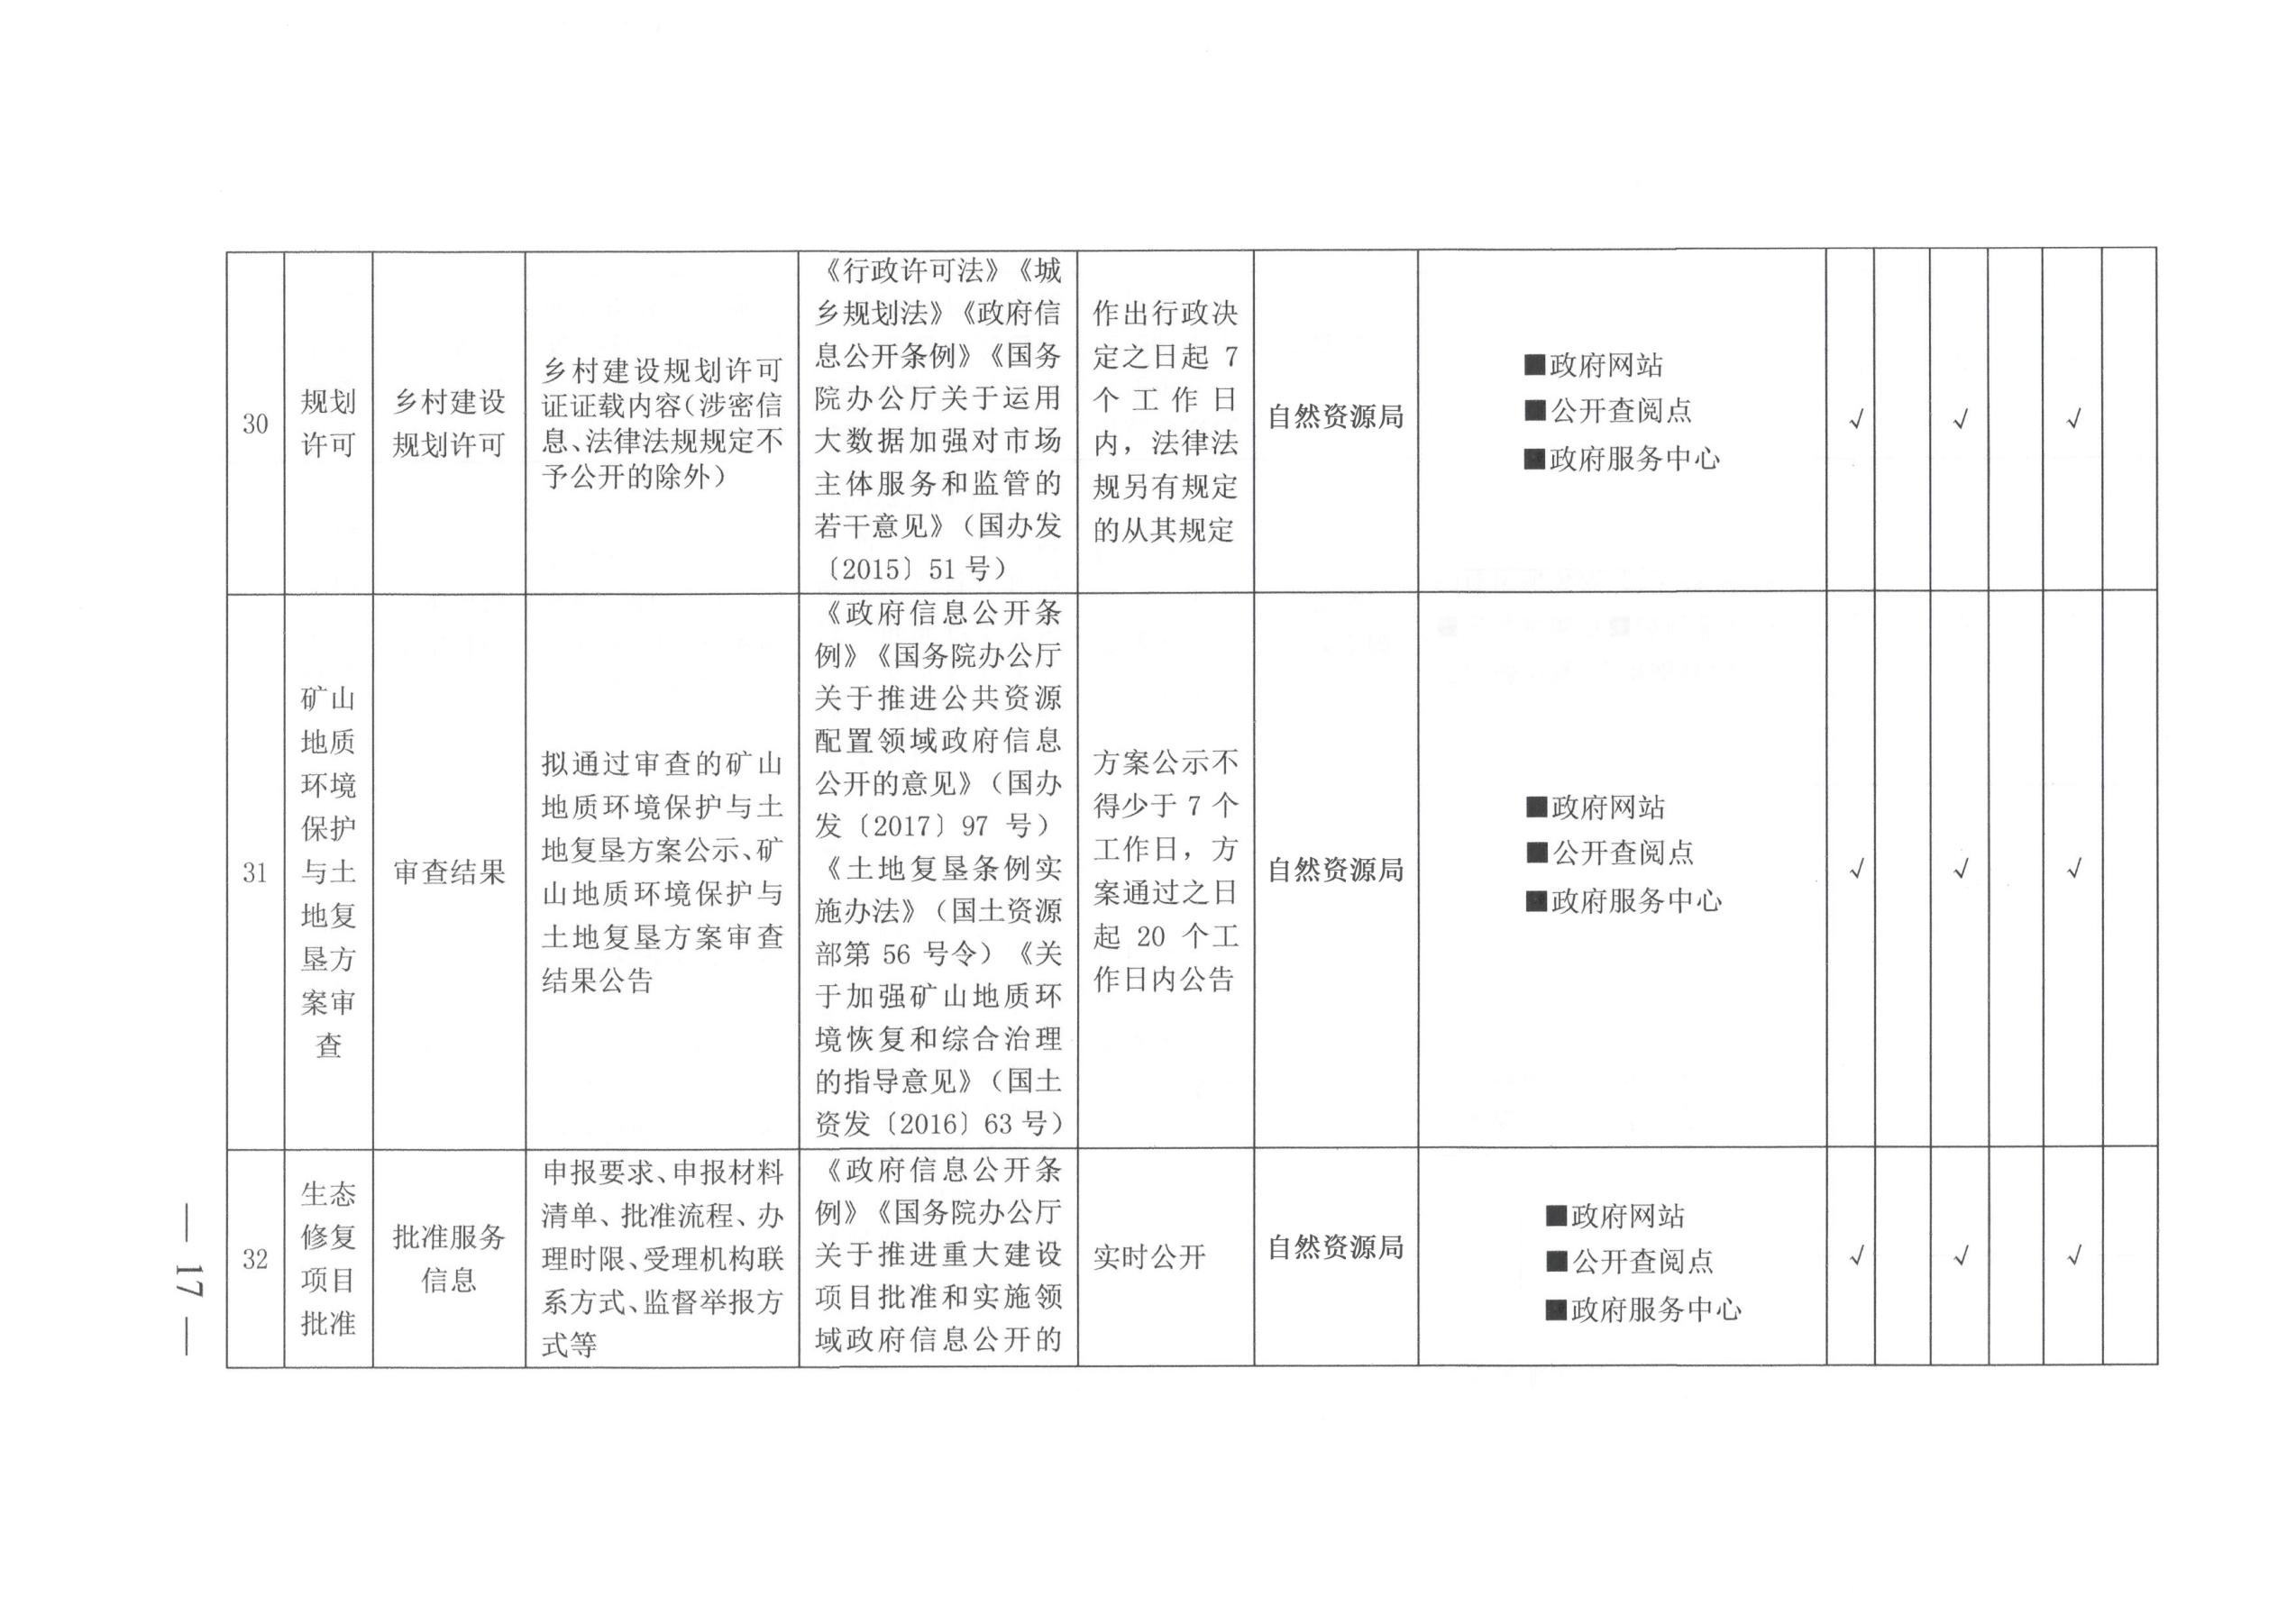 30
规划
许可
乡村建设
规划许可
乡村建设规划许可
证证载内容（涉密信
息、法律法规规定不
予公开的除外）
《行政许可法》《城
乡规划法》《政府信
息公开条例》《国务
院办公厅关于运用
大数据加强对市场
主体服务和监管的
若干意见》（国办发
〔2015〕51 号）
作出行政决
定之日起 7
个工作日
内，法律法
规另有规定
的从其规定
自然资源局
■政府网站
■公开查阅点
■政府服务中心
√ √ √
31
矿山
地质
环境
保护
与土
地复
垦方
案审
查
审查结果
拟通过审查的矿山
地质环境保护与土
地复垦方案公示、矿
山地质环境保护与
土地复垦方案审查
结果公告
《政府信息公开条
例》《国务院办公厅
关于推进公共资源
配置领域政府信息
公开的意见》（国办
发〔2017〕97 号）
《土地复垦条例实
施办法》（国土资源
部第 56 号令）《关
于加强矿山地质环
境恢复和综合治理
的指导意见》（国土
资发〔2016〕63 号）
方案公示不
得少于 7 个
工作日，方
案通过之日
起 20 个工
作日内公告
自然资源局
■政府网站
■公开查阅点
■政府服务中心
√ √ √
32
生态
修复
项目
批准
批准服务
信息
申报要求、申报材料
清单、批准流程、办
理时限、受理机构联
系方式、监督举报方
式等
《政府信息公开条
例》《国务院办公厅
关于推进重大建设
项目批准和实施领
域政府信息公开的
实时公开
自然资源局
■政府网站
■公开查阅点
■政府服务中心
√ √ √
— 17 —